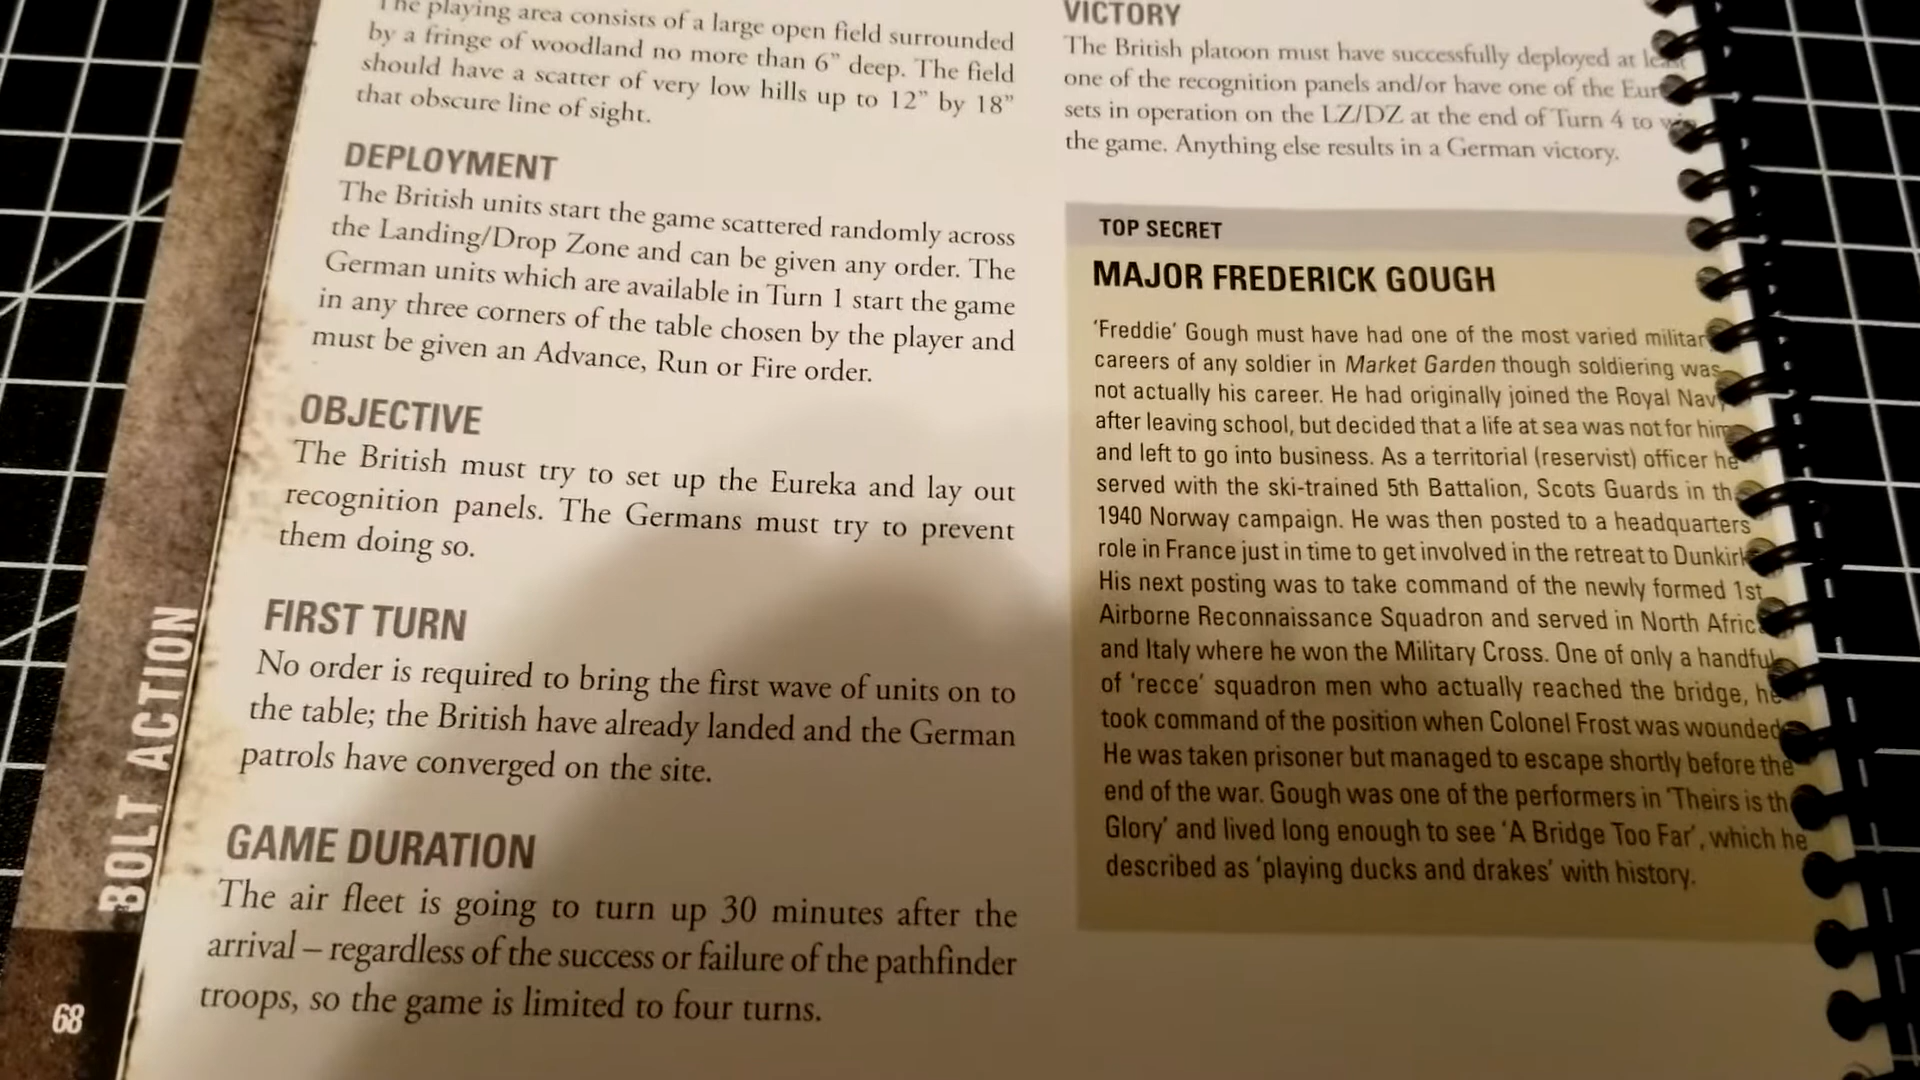 The playing area consists of a large open field surrounded
by a fringe of woodland no more than 6” deep. The field
should have a scatter of very low hills up to 12” by 18”
that obscure line of sight.
DEPLOYMENT
The British units start the game scattered randomly across
the Landing/Drop Zone and can be given any order. The
German units which are available in Turn 1 start the game
in any three corners of the table chosen by the player and
must be given an Advance, Run or Fire order.
OBJECTIVE
The British must try to set up the Eureka and lay out
recognition panels. The Germans must try to prevent
them doing so.
FIRST TURN
No order is required to bring the first wave of units on to
the table; the British have already landed and the German
patrols have converged on the site.
GAME DURATION
The air fleet is going to turn up 30 minutes after the
arrival – regardless of the success or failure of the pathfinder
troops, so the game is limited to four turns.
BOLT ACTION
68
VICTORY
The British platoon must have successfully deployed at least
one of the recognition panels and/or have one of the Eur
sets in operation on the LZ/DZ at the end of Turn 4 to win
the game. Anything else results in a German victory.
TOP SECRET
MAJOR FREDERICK GOUGH
‘Freddie’ Gough must have had one of the most varied militar
careers of any soldier in Market Garden though soldiering was
not actually his career. He had originally joined the Royal Navy
after leaving school, but decided that a life at sea was not for him
and left to go into business. As a territorial (reservist) officer he
served with the ski-trained 5th Battalion, Scots Guards in th
1940 Norway campaign. He was then posted to a headquarters
role in France just in time to get involved in the retreat to Dunkirk
His next posting was to take command of the newly formed 1st
Airborne Reconnaissance Squadron and served in North Afric
and Italy where he won the Military Cross. One of only a handful
of ‘recce’ squadron men who actually reached the bridge, he
took command of the position when Colonel Frost was wounded
He was taken prisoner but managed to escape shortly before the
end of the war. Gough was one of the performers in ‘Theirs is th
Glory’ and lived long enough to see ‘A Bridge Too Far’, which he
described as ‘playing ducks and drakes’ with history.